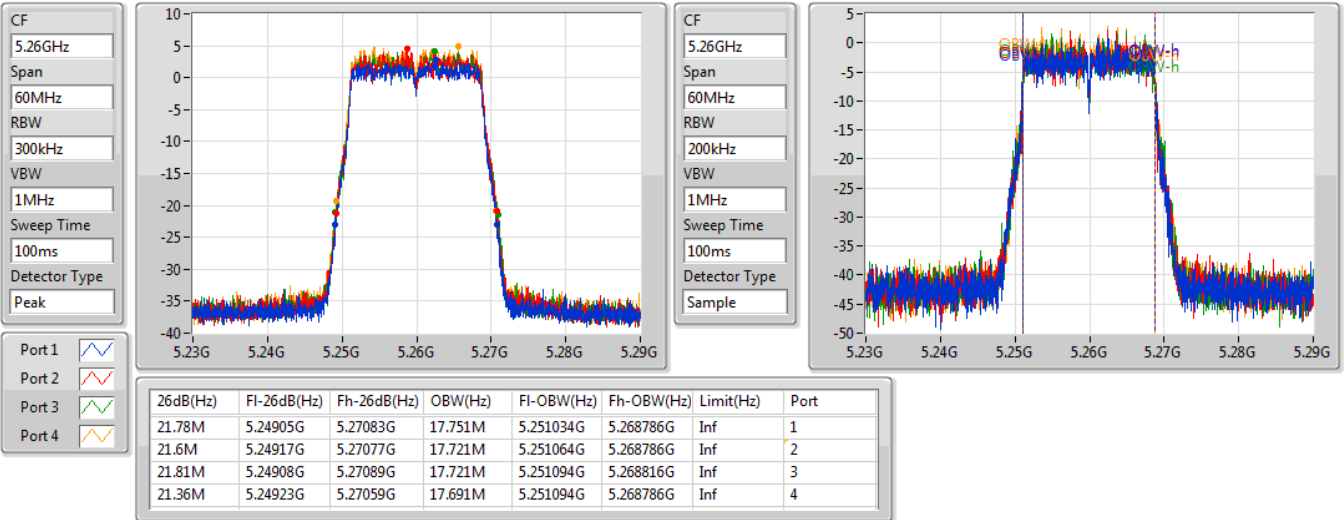 CF
5.26GHz
Span
60MHz
RBW
300kHz
VBW
1MHz
Sweep Time
100ms
Detector Type
Peak
Port 1
Port 2
Port 3
Port 4
10
5
0
-5
-10
-15
-20
-25
-30
-35
-40
5.23G 5.24G 5.25G 5.26G 5.27G 5.28G 5.29G
CF
5.26GHz
Span
60MHz
RBW
200kHz
VBW
1MHz
Sweep Time
100ms
Detector Type
Sample
5
0
-5
-10
-15
-20
-25
-30
-35
-40
-45
-50
5.23G 5.24G 5.25G 5.26G 5.27G 5.28G 5.29G
26dB(Hz) Fl-26dB(Hz) Fh-26dB(Hz) OBW(Hz) Fl-OBW(Hz) Fh-OBW(Hz) Limit(Hz) Port
21.78M 5.24905G 5.27083G 17.751M 5.251034G 5.268786G Inf 1
21.6M 5.24917G 5.27077G 17.721M 5.251064G 5.268786G Inf 2
21.81M 5.24908G 5.27089G 17.721M 5.251094G 5.268816G Inf 3
21.36M 5.24923G 5.27059G 17.691M 5.251094G 5.268786G Inf 4